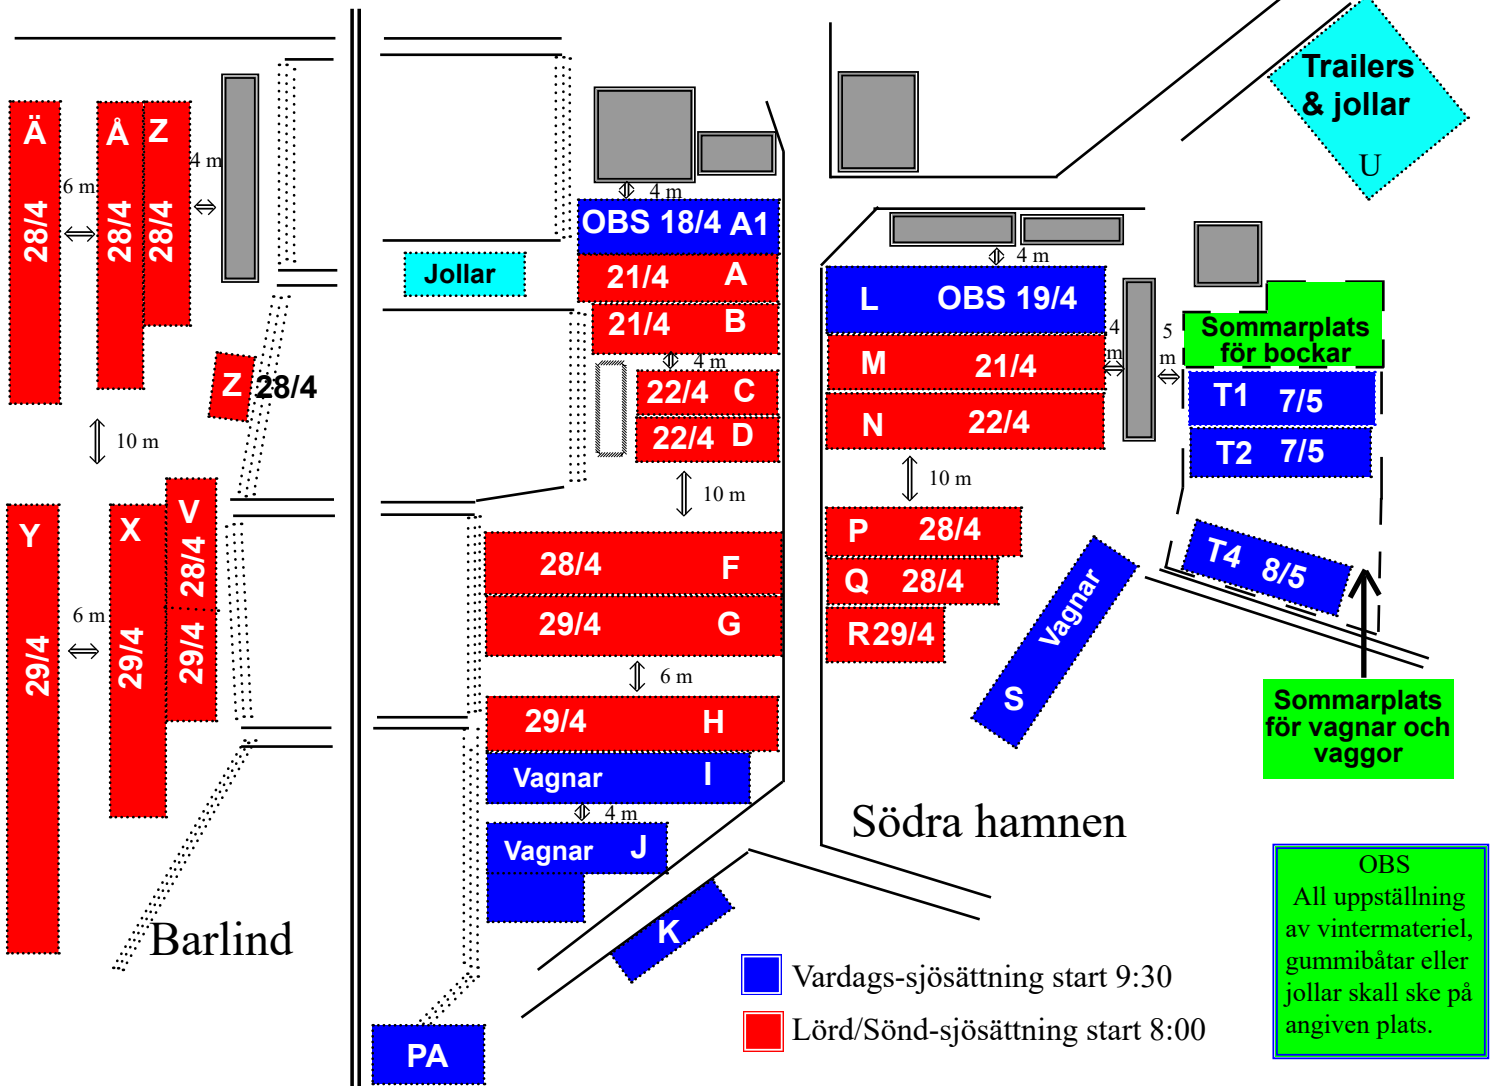 Trailers
& jollar
U
Ä
28/4
6 m
Å
28/4
Z
28/4
4 m
Z 28/4
10 m
Y
29/4
6 m
X
29/4
V
28/4
29/4
Barlind
Jollar
4 m
OBS 18/4 A1
21/4 A
21/4 B
4 m
22/4 C
22/4 D
10 m
28/4 F
29/4 G
6 m
29/4 H
Vagnar I
4 m
Vagnar J
K
PA
4 m
L OBS 19/4
M 21/4
N 22/4
4
m
5
m
10 m
P 28/4
Q 28/4
R 29/4
S Vagnar
Sommarplats
för bockar
T1 7/5
T2 7/5
T4 8/5
Sommarplats
för vagnar och
vaggor
Södra hamnen
Vardags-sjösättning start 9:30
Lörd/Sönd-sjösättning start 8:00
OBS
All uppställning
av vintermateriel,
gummibåtar eller
jollar skall ske på
angiven plats.